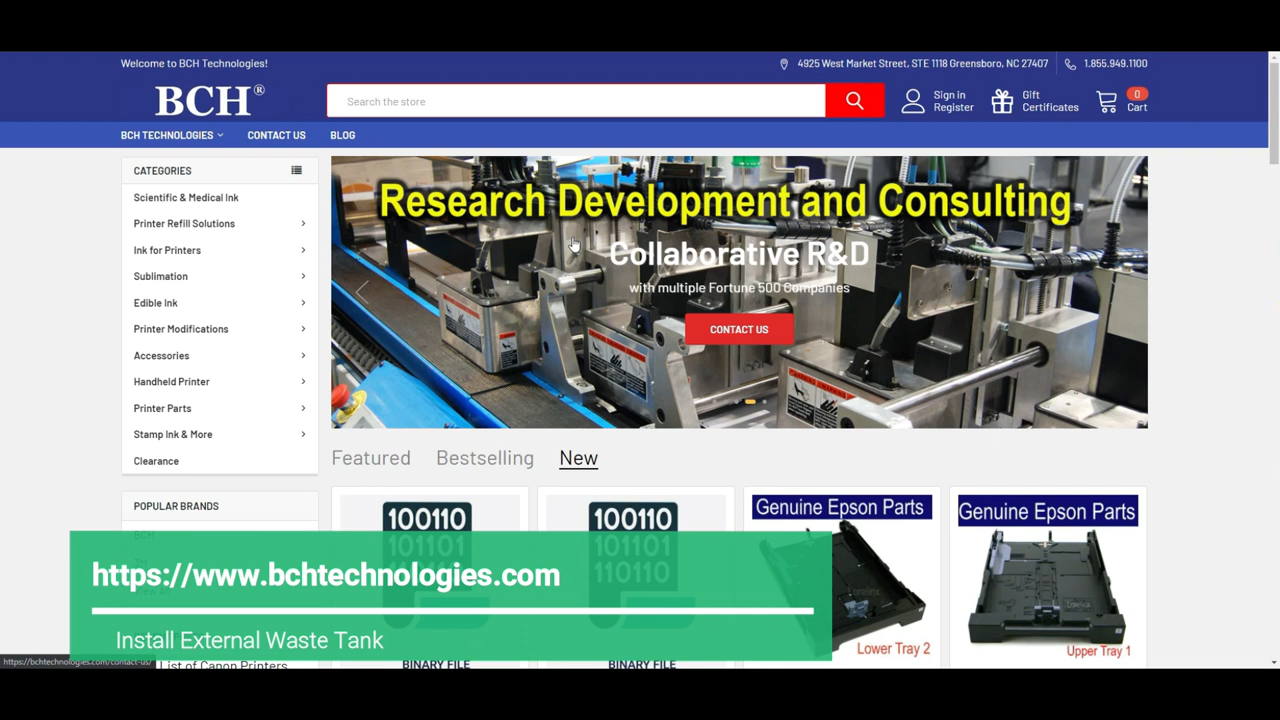 Welcome to BCH Technologies!
4925 West Market Street, STE 1118 Greensboro, NC 27407
1.855.949.1100
BCH®
Search the store
Sign in
Register
Gift
Certificates
0
Cart
BCH TECHNOLOGIES
CONTACT US
BLOG
CATEGORIES
Scientific & Medical Ink
Printer Refill Solutions
Ink for Printers
Sublimation
Edible Ink
Printer Modifications
Accessories
Handheld Printer
Printer Parts
Stamp Ink & More
Clearance
Research Development and Consulting
Collaborative R&D
with multiple Fortune 500 Companies
CONTACT US
Featured
Bestselling
New
POPULAR BRANDS
BCH
View All
100110
101101
110110
BINARY FILE
100110
101101
110110
BINARY FILE
Genuine Epson Parts
Lower Tray 2
Genuine Epson Parts
Upper Tray 1
https://www.bchtechnologies.com
Install External Waste Tank
https://bchtechnologies.com/contact-us/
List of Canon Printers